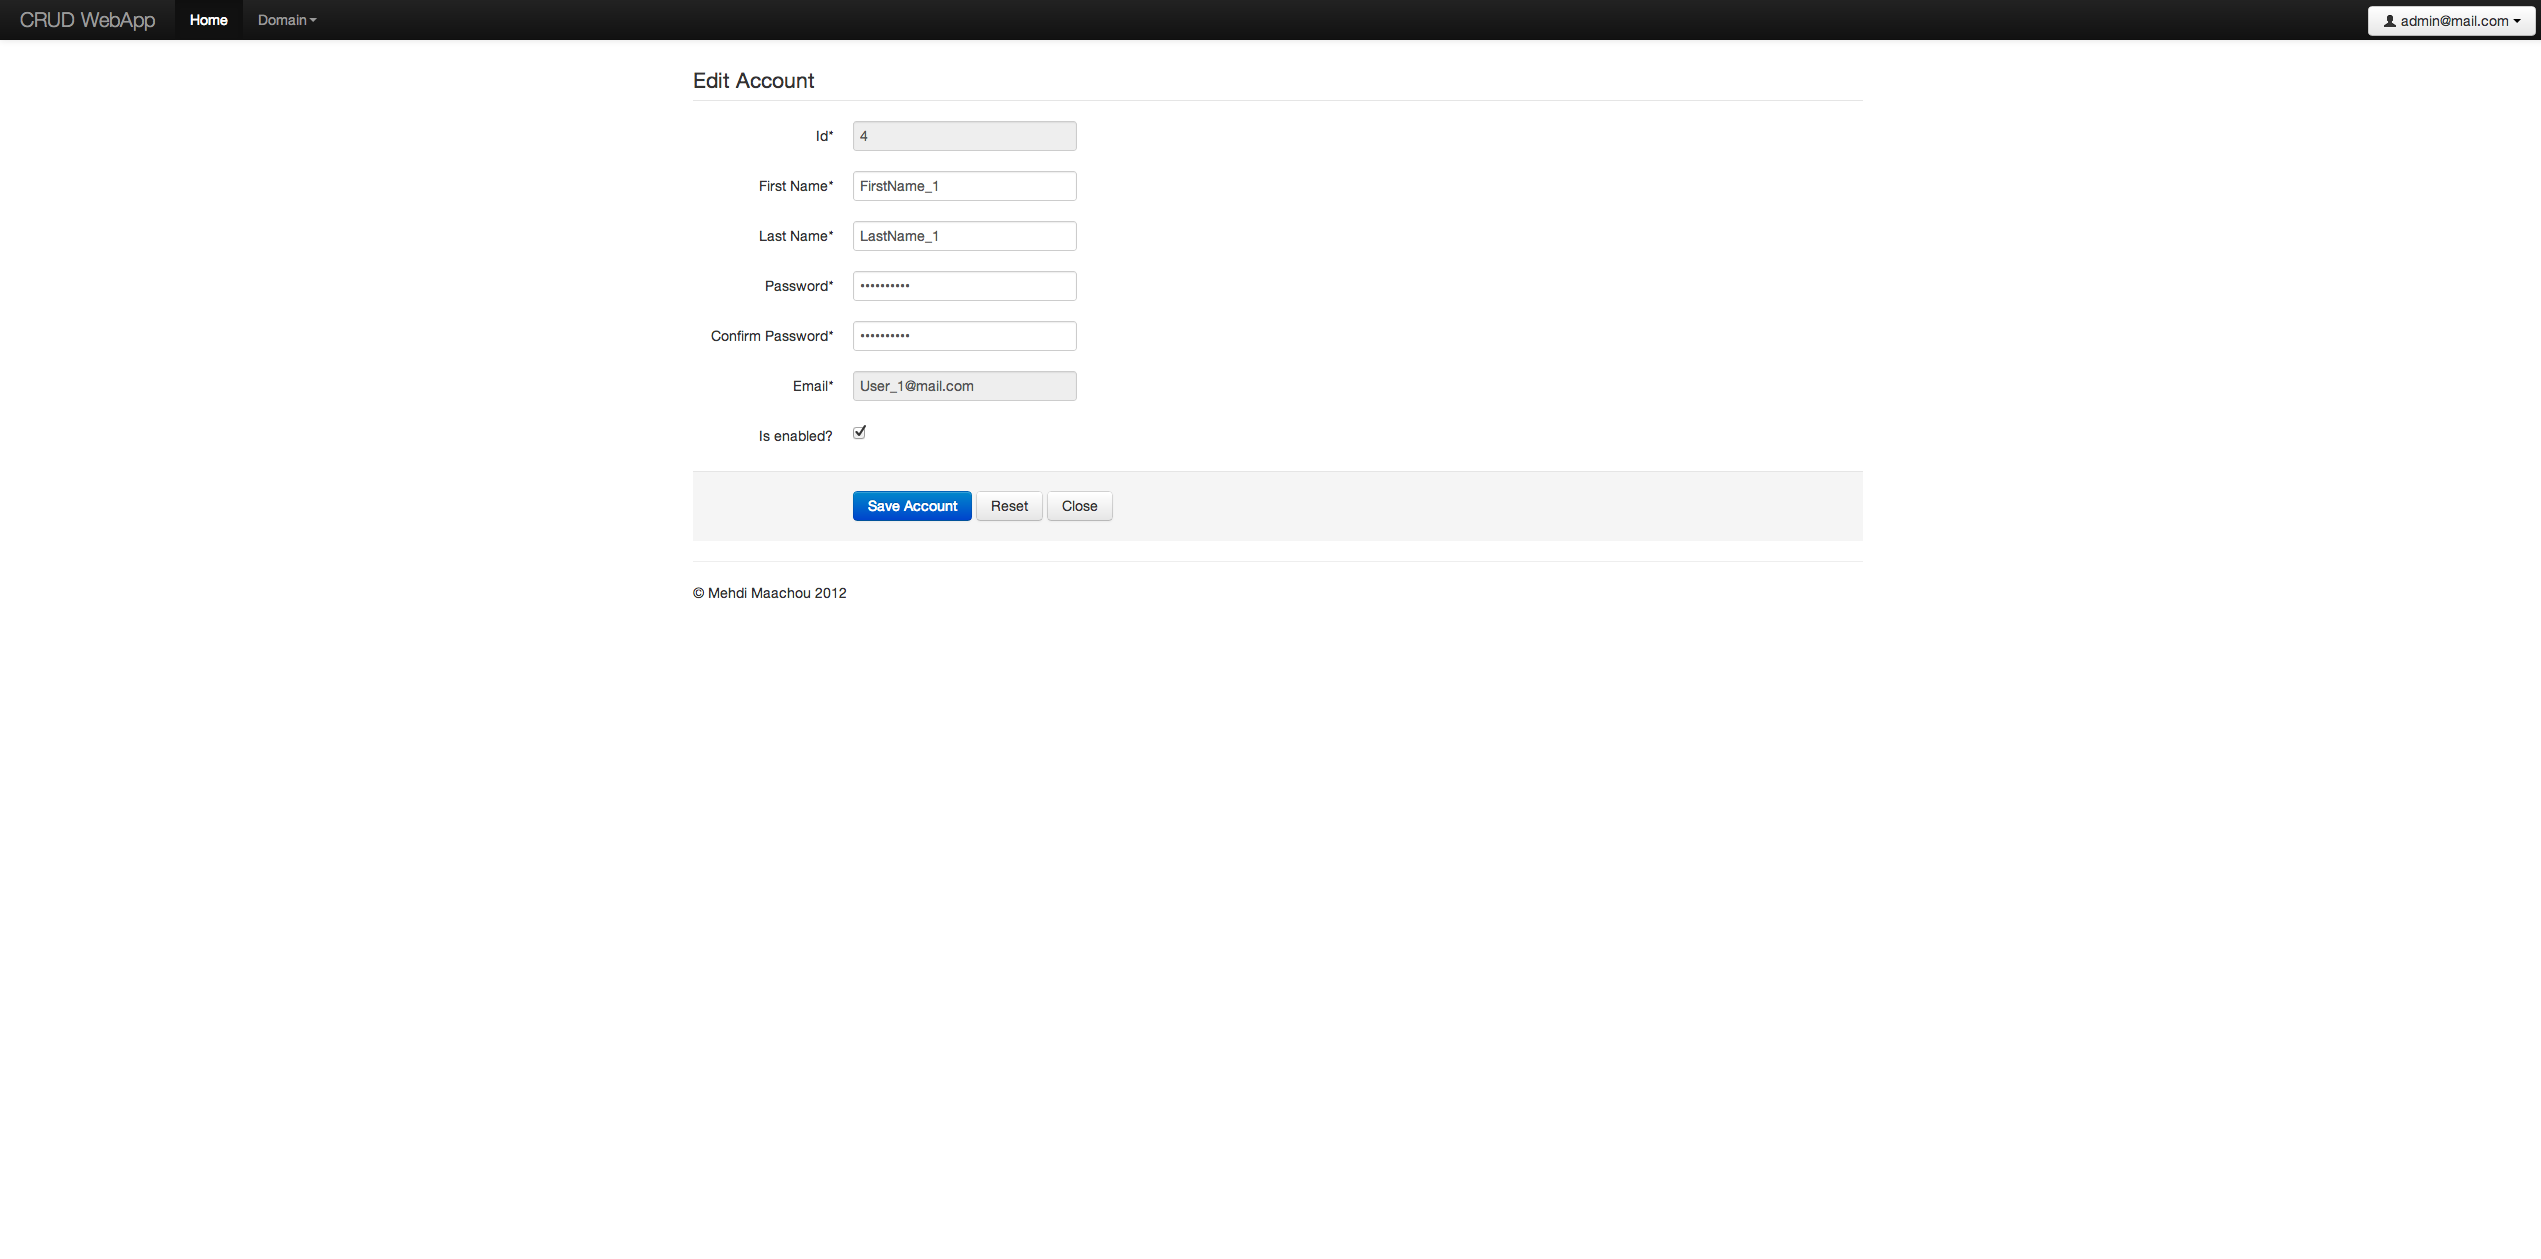 CRUD WebApp Home Domain admin@mail.com
Edit Account
Id* 4
First Name* FirstName_1
Last Name* LastName_1
Password* ••••••••••
Confirm Password* ••••••••••
Email* User_1@mail.com
Is enabled?
Save Account Reset Close
© Mehdi Maachou 2012